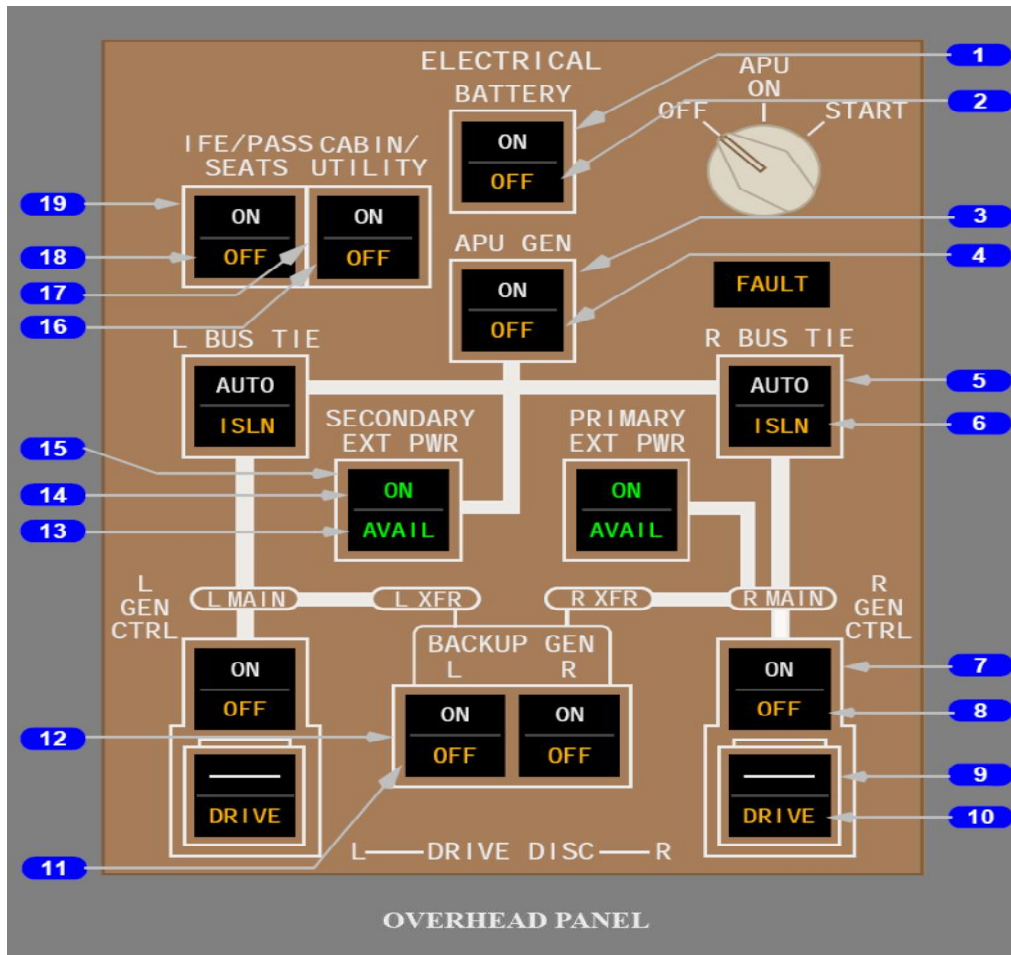 ELECTRICAL
BATTERY
ON
OFF
APU
ON
OFF
START
IFE/PASS
SEATS
ON
OFF
CABIN/
UTILITY
ON
OFF
APU GEN
ON
OFF
FAULT
L BUS TIE
AUTO
ISLN
R BUS TIE
AUTO
ISLN
SECONDARY
EXT PWR
ON
AVAIL
PRIMARY
EXT PWR
ON
AVAIL
L
GEN
CTRL
L MAIN
L XFR
R XFR
R MAIN
R
GEN
CTRL
ON
OFF
BACKUP GEN
L
R
ON
OFF
ON
OFF
ON
OFF
DRIVE
DRIVE
L DRIVE DISC R
1
2
3
4
5
6
7
8
9
10
11
12
13
14
15
16
17
18
19
OVERHEAD PANEL